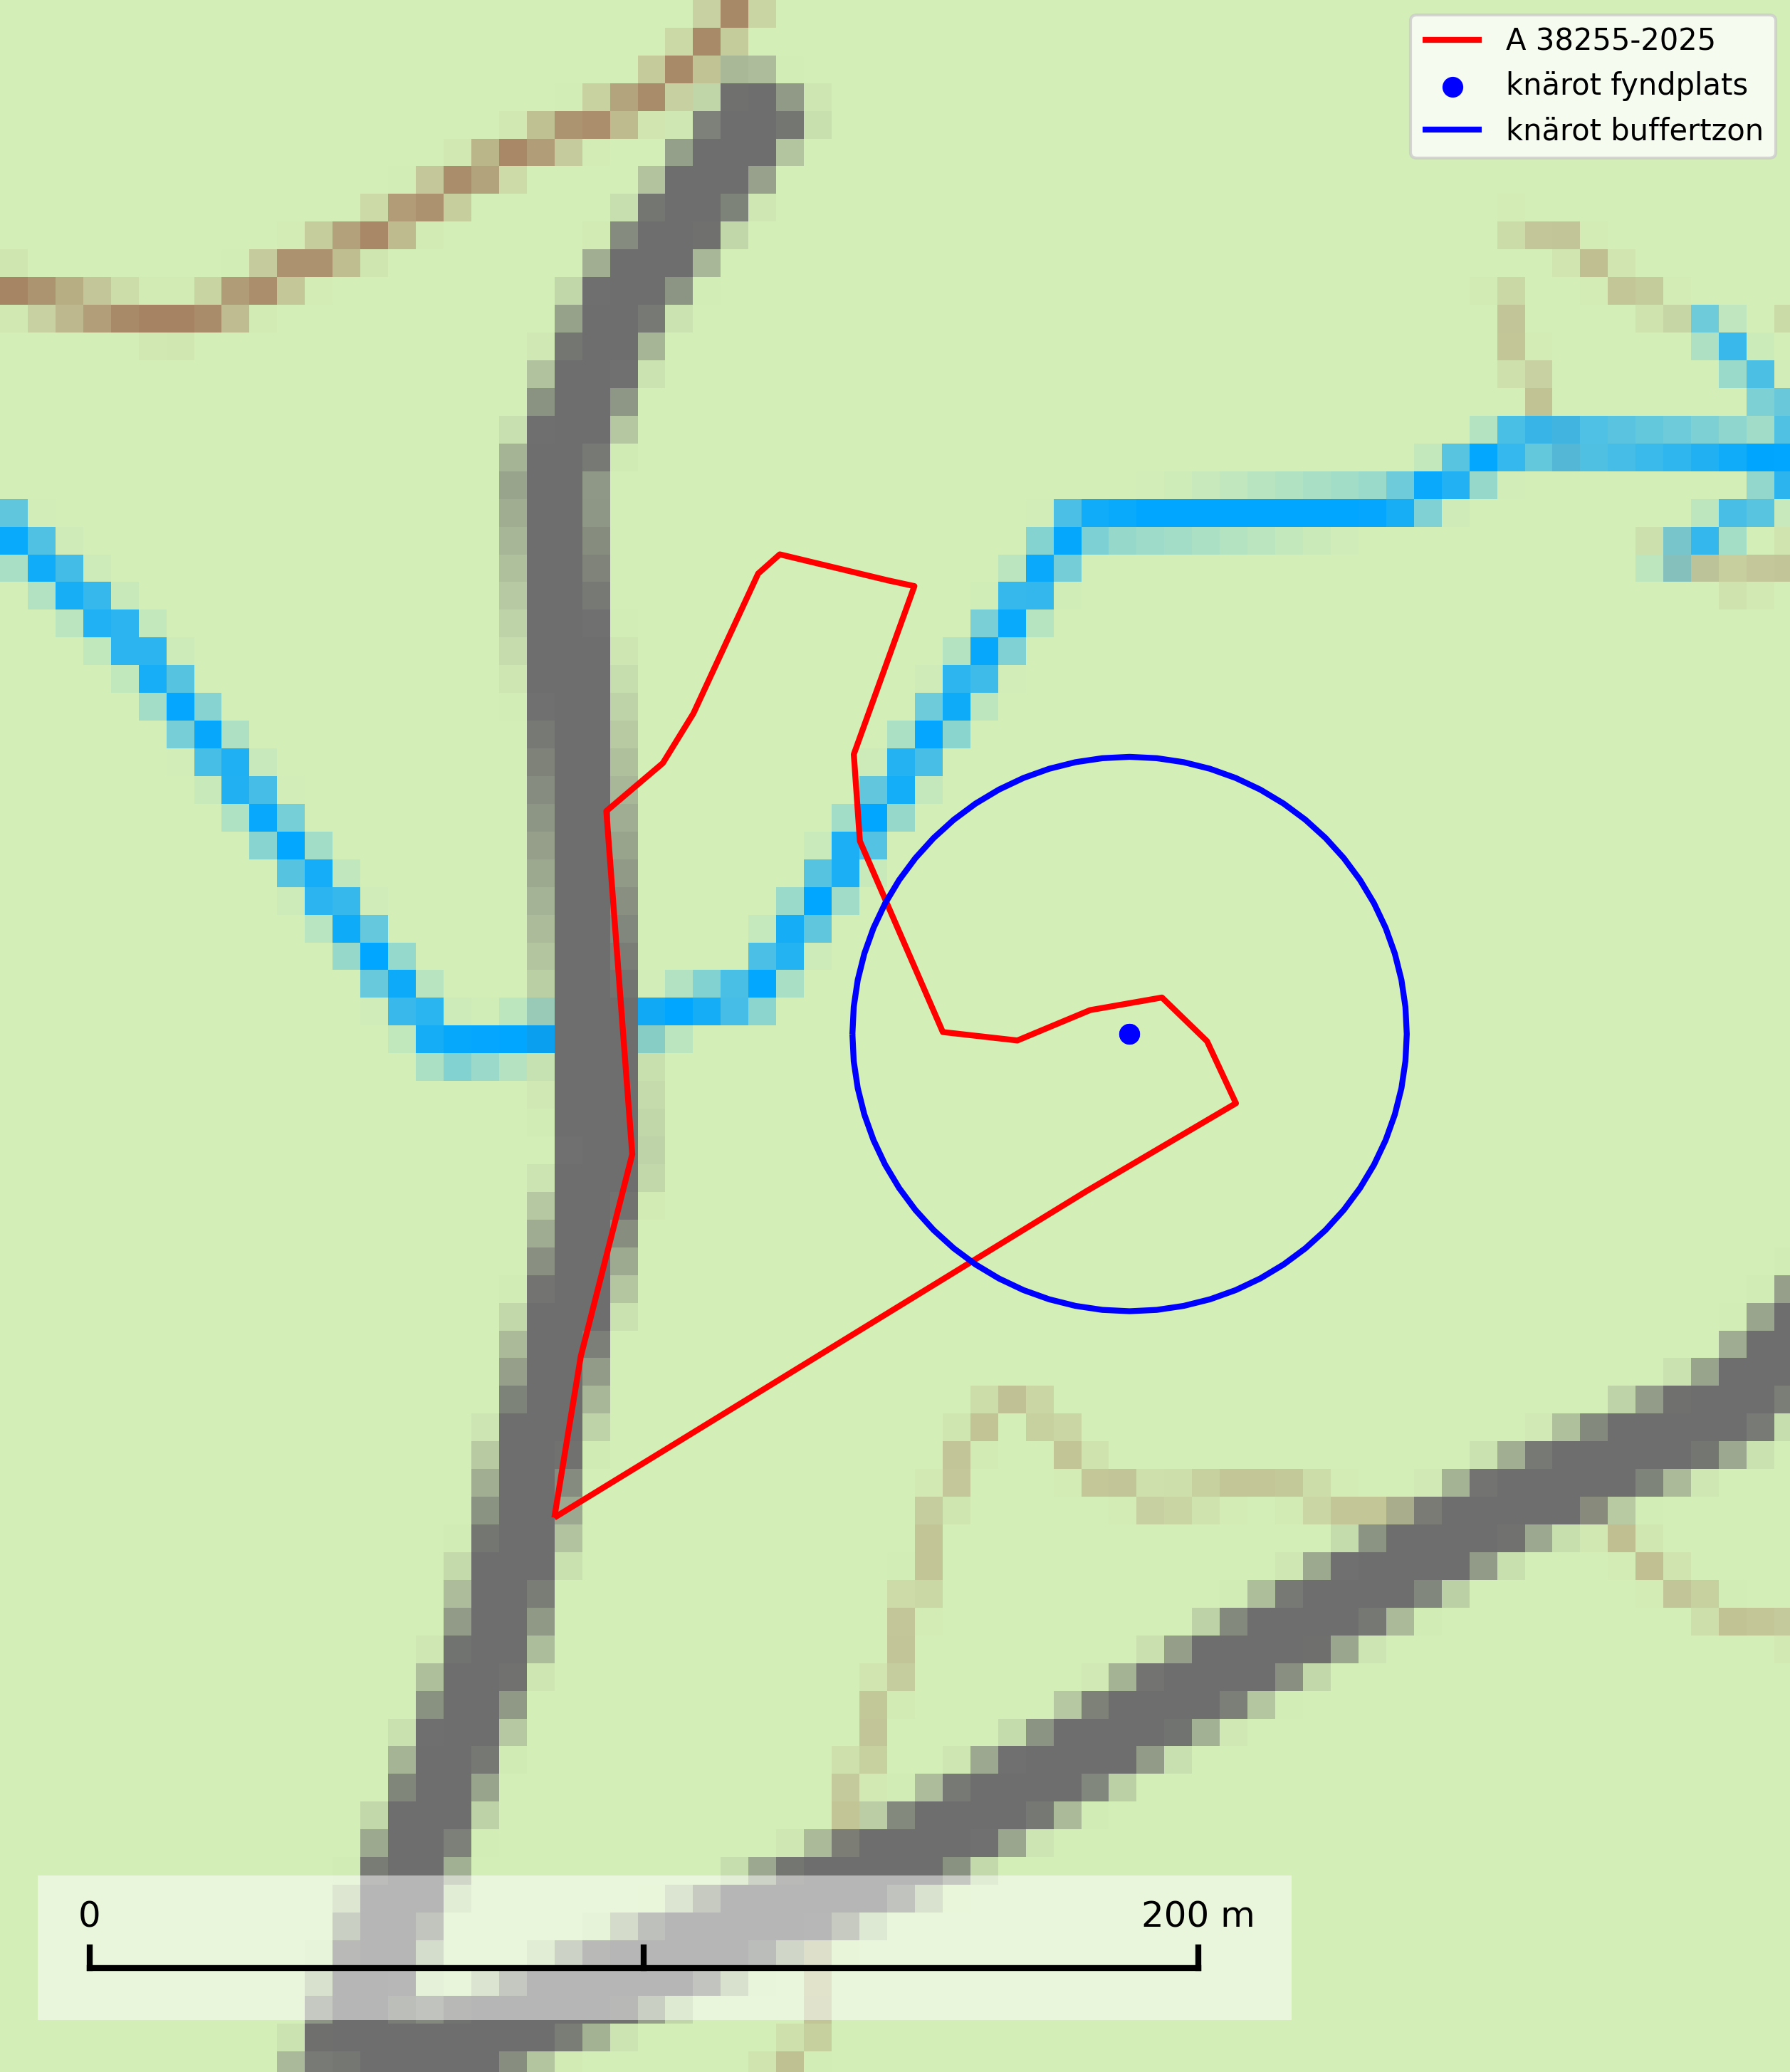 A 38255-2025
knärot fyndplats
knärot buffertzon
0
200 m